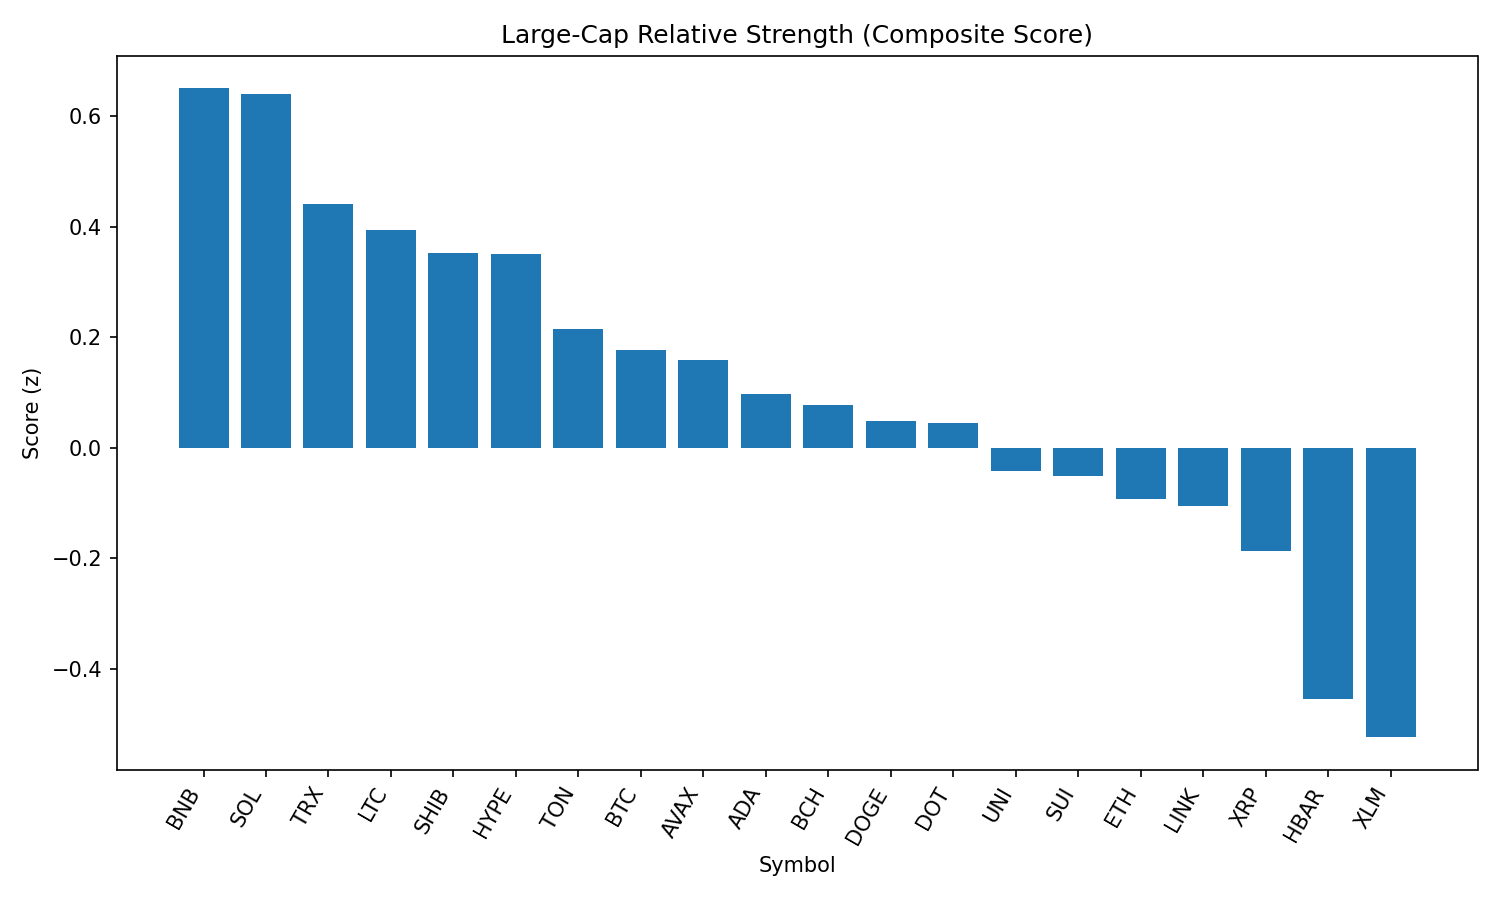 Large-Cap Relative Strength (Composite Score)
Score (z)
0.6
0.4
0.2
0.0
−0.2
−0.4
BNB
SOL
TRX
LTC
SHIB
HYPE
TON
BTC
AVAX
ADA
BCH
DOGE
DOT
UNI
SUI
ETH
LINK
XRP
HBAR
XLM
Symbol